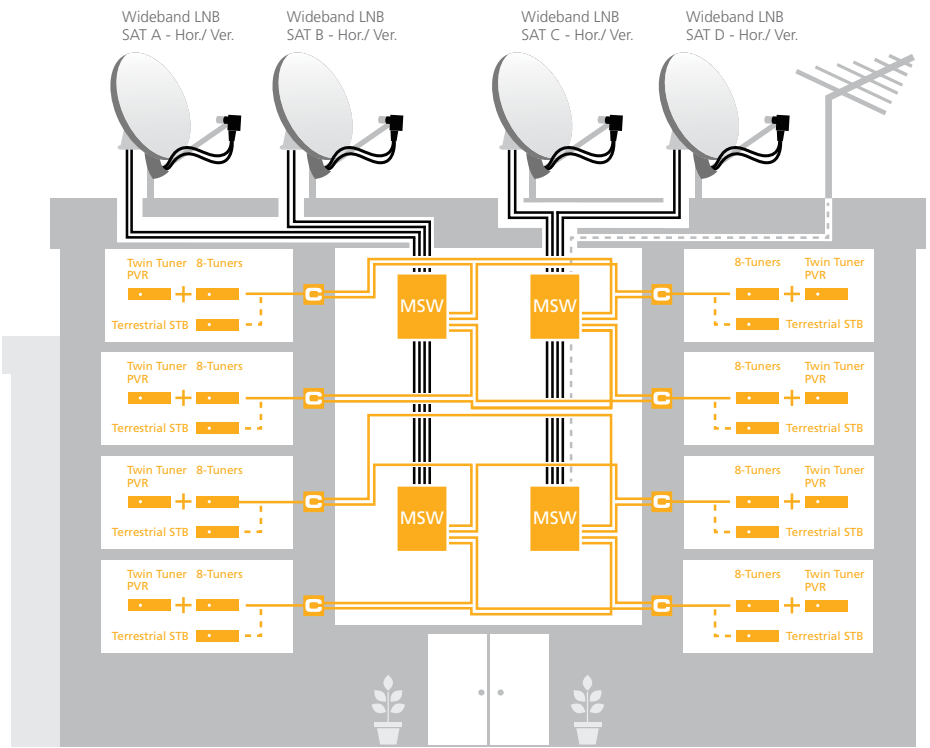 Wideband LNB
SAT A - Hor./ Ver.
Wideband LNB
SAT B - Hor./ Ver.
Wideband LNB
SAT C - Hor./ Ver.
Wideband LNB
SAT D - Hor./ Ver.
Twin Tuner
PVR
8-Tuners
Terrestrial STB
MSW
MSW
8-Tuners
Twin Tuner
PVR
Terrestrial STB
Twin Tuner
PVR
8-Tuners
Terrestrial STB
8-Tuners
Twin Tuner
PVR
Terrestrial STB
Twin Tuner
PVR
8-Tuners
Terrestrial STB
MSW
MSW
8-Tuners
Twin Tuner
PVR
Terrestrial STB
Twin Tuner
PVR
8-Tuners
Terrestrial STB
8-Tuners
Twin Tuner
PVR
Terrestrial STB